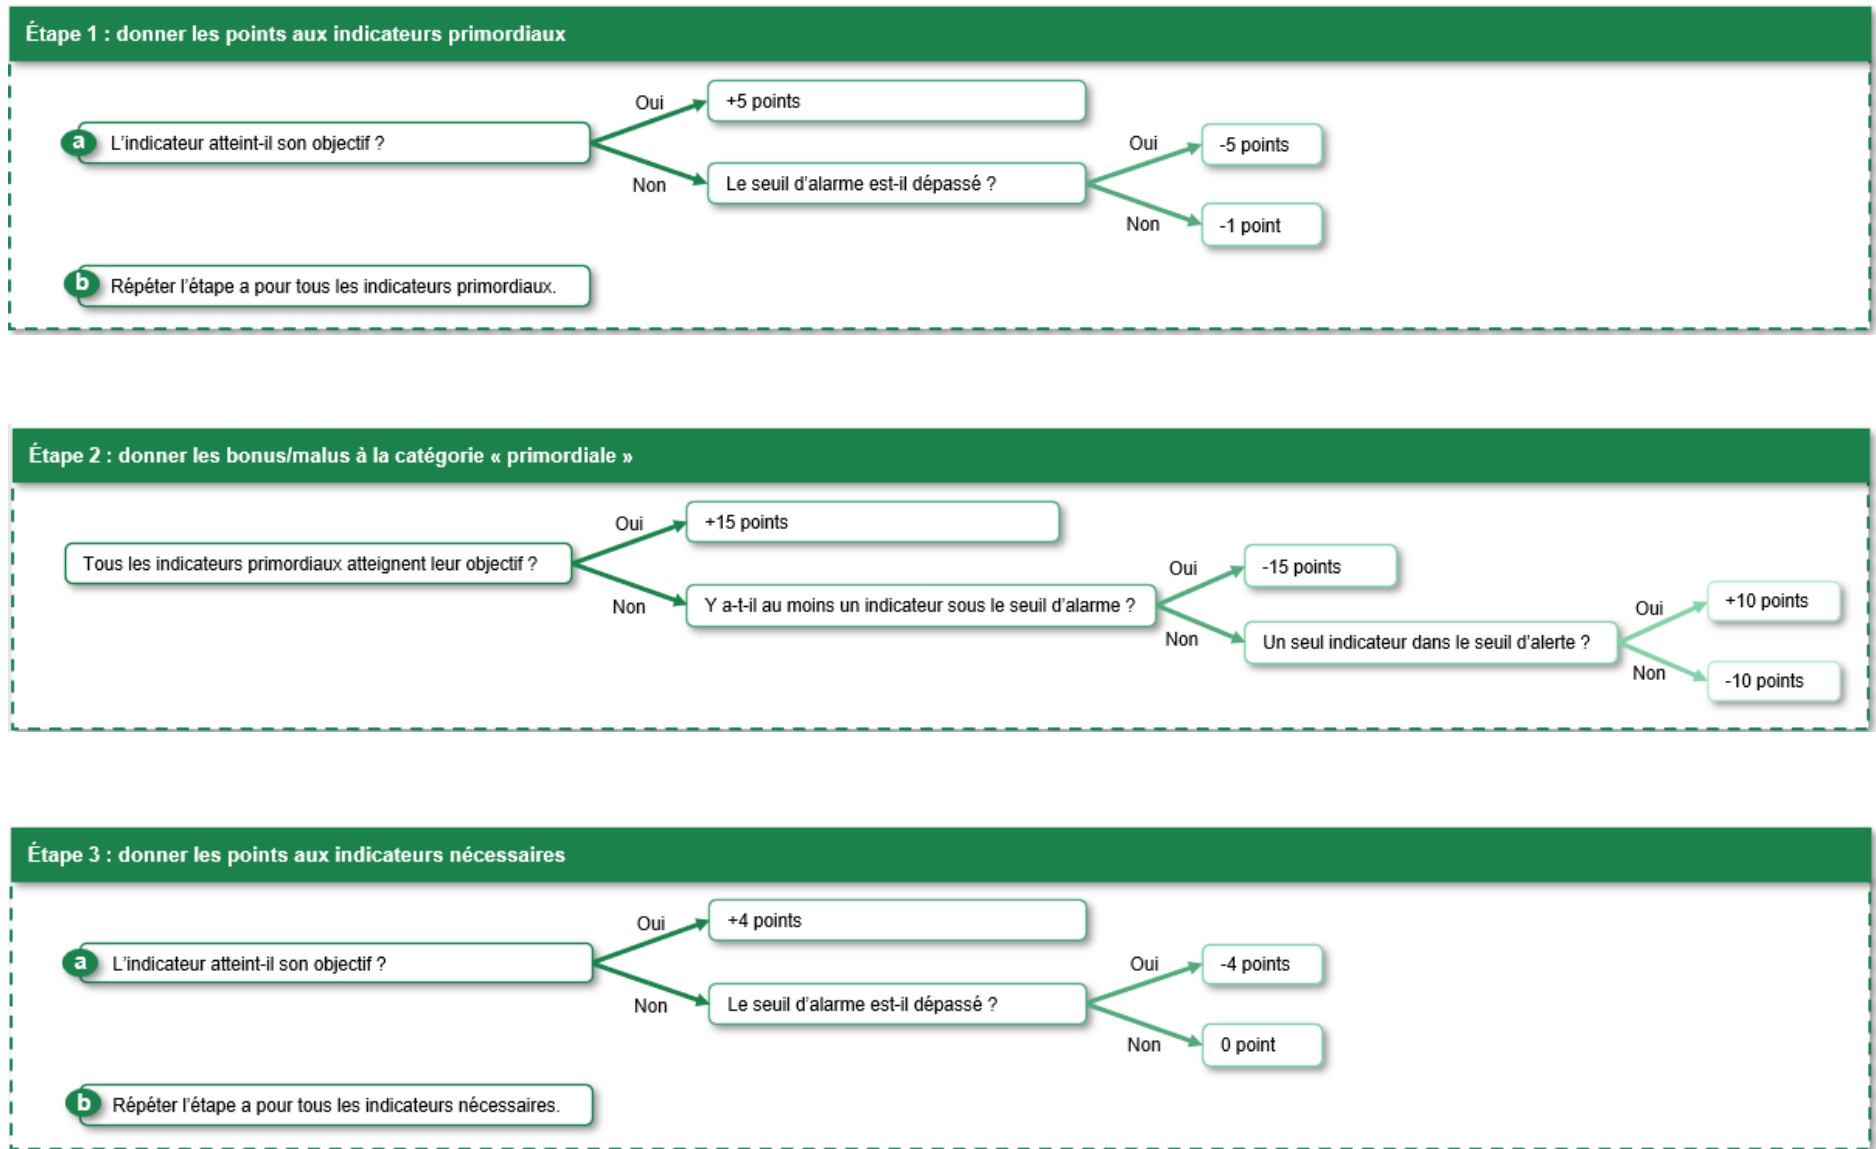 Étape 1 : donner les points aux indicateurs primordiaux
Oui
+5 points
a
L'indicateur atteint-il son objectif ?
Oui
-5 points
Non
Le seuil d'alarme est-il dépassé ?
Non
-1 point
b
Répéter l'étape a pour tous les indicateurs primordiaux.
Étape 2 : donner les bonus/malus à la catégorie « primordiale »
Oui
+15 points
Tous les indicateurs primordiaux atteignent leur objectif ?
Oui
-15 points
Non
Y a-t-il au moins un indicateur sous le seuil d'alarme ?
Oui
+10 points
Non
Un seul indicateur dans le seuil d'alerte ?
Non
-10 points
Étape 3 : donner les points aux indicateurs nécessaires
Oui
+4 points
a
L'indicateur atteint-il son objectif ?
Oui
-4 points
Non
Le seuil d'alarme est-il dépassé ?
Non
0 point
b
Répéter l'étape a pour tous les indicateurs nécessaires.